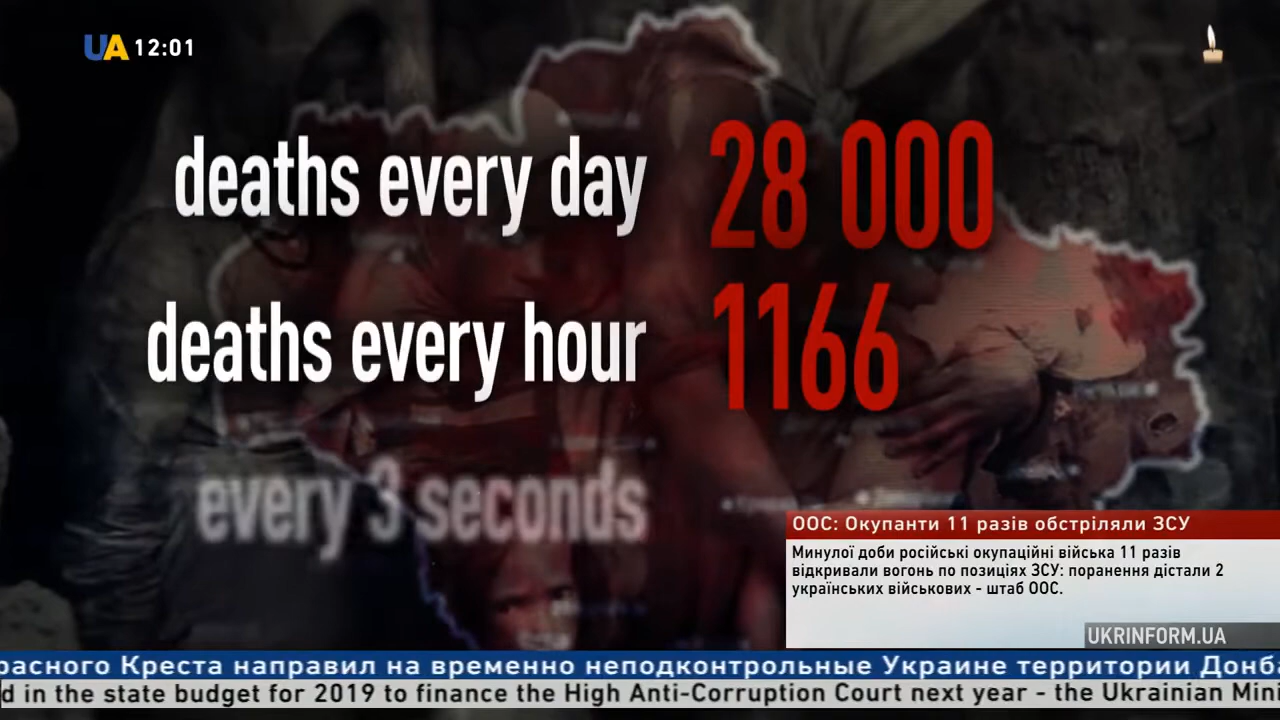 UA 12:01
deaths every day 28 000
deaths every hour 1166
every 3 seconds
ООС: Окупанти 11 разів обстріляли ЗСУ
Минулої доби російські окупаційні війська 11 разів
відкривали вогонь по позиціях ЗСУ: поранення дістали 2
українських військових - штаб ООС.
UKRINFORM.UA
расного Креста направил на временно неподконтрольные Украине территории Донба
d in the state budget for 2019 to finance the High Anti-Corruption Court next year - the Ukrainian Mini